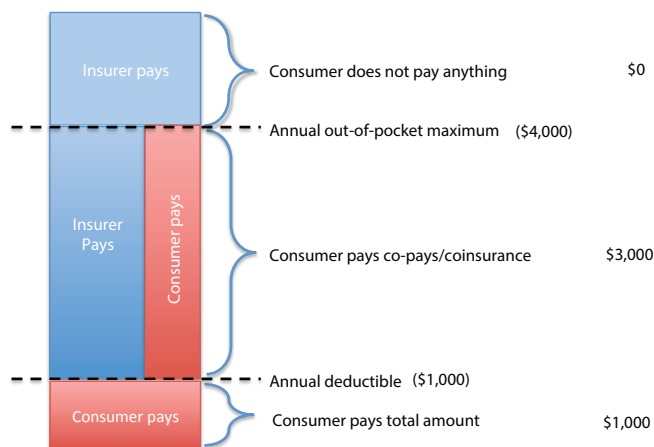 Insurer pays
Consumer does not pay anything $0
Annual out-of-pocket maximum ($4,000)
Insurer
Pays
Consumer pays
Consumer pays co-pays/coinsurance $3,000
Annual deductible ($1,000)
Consumer pays
Consumer pays total amount $1,000